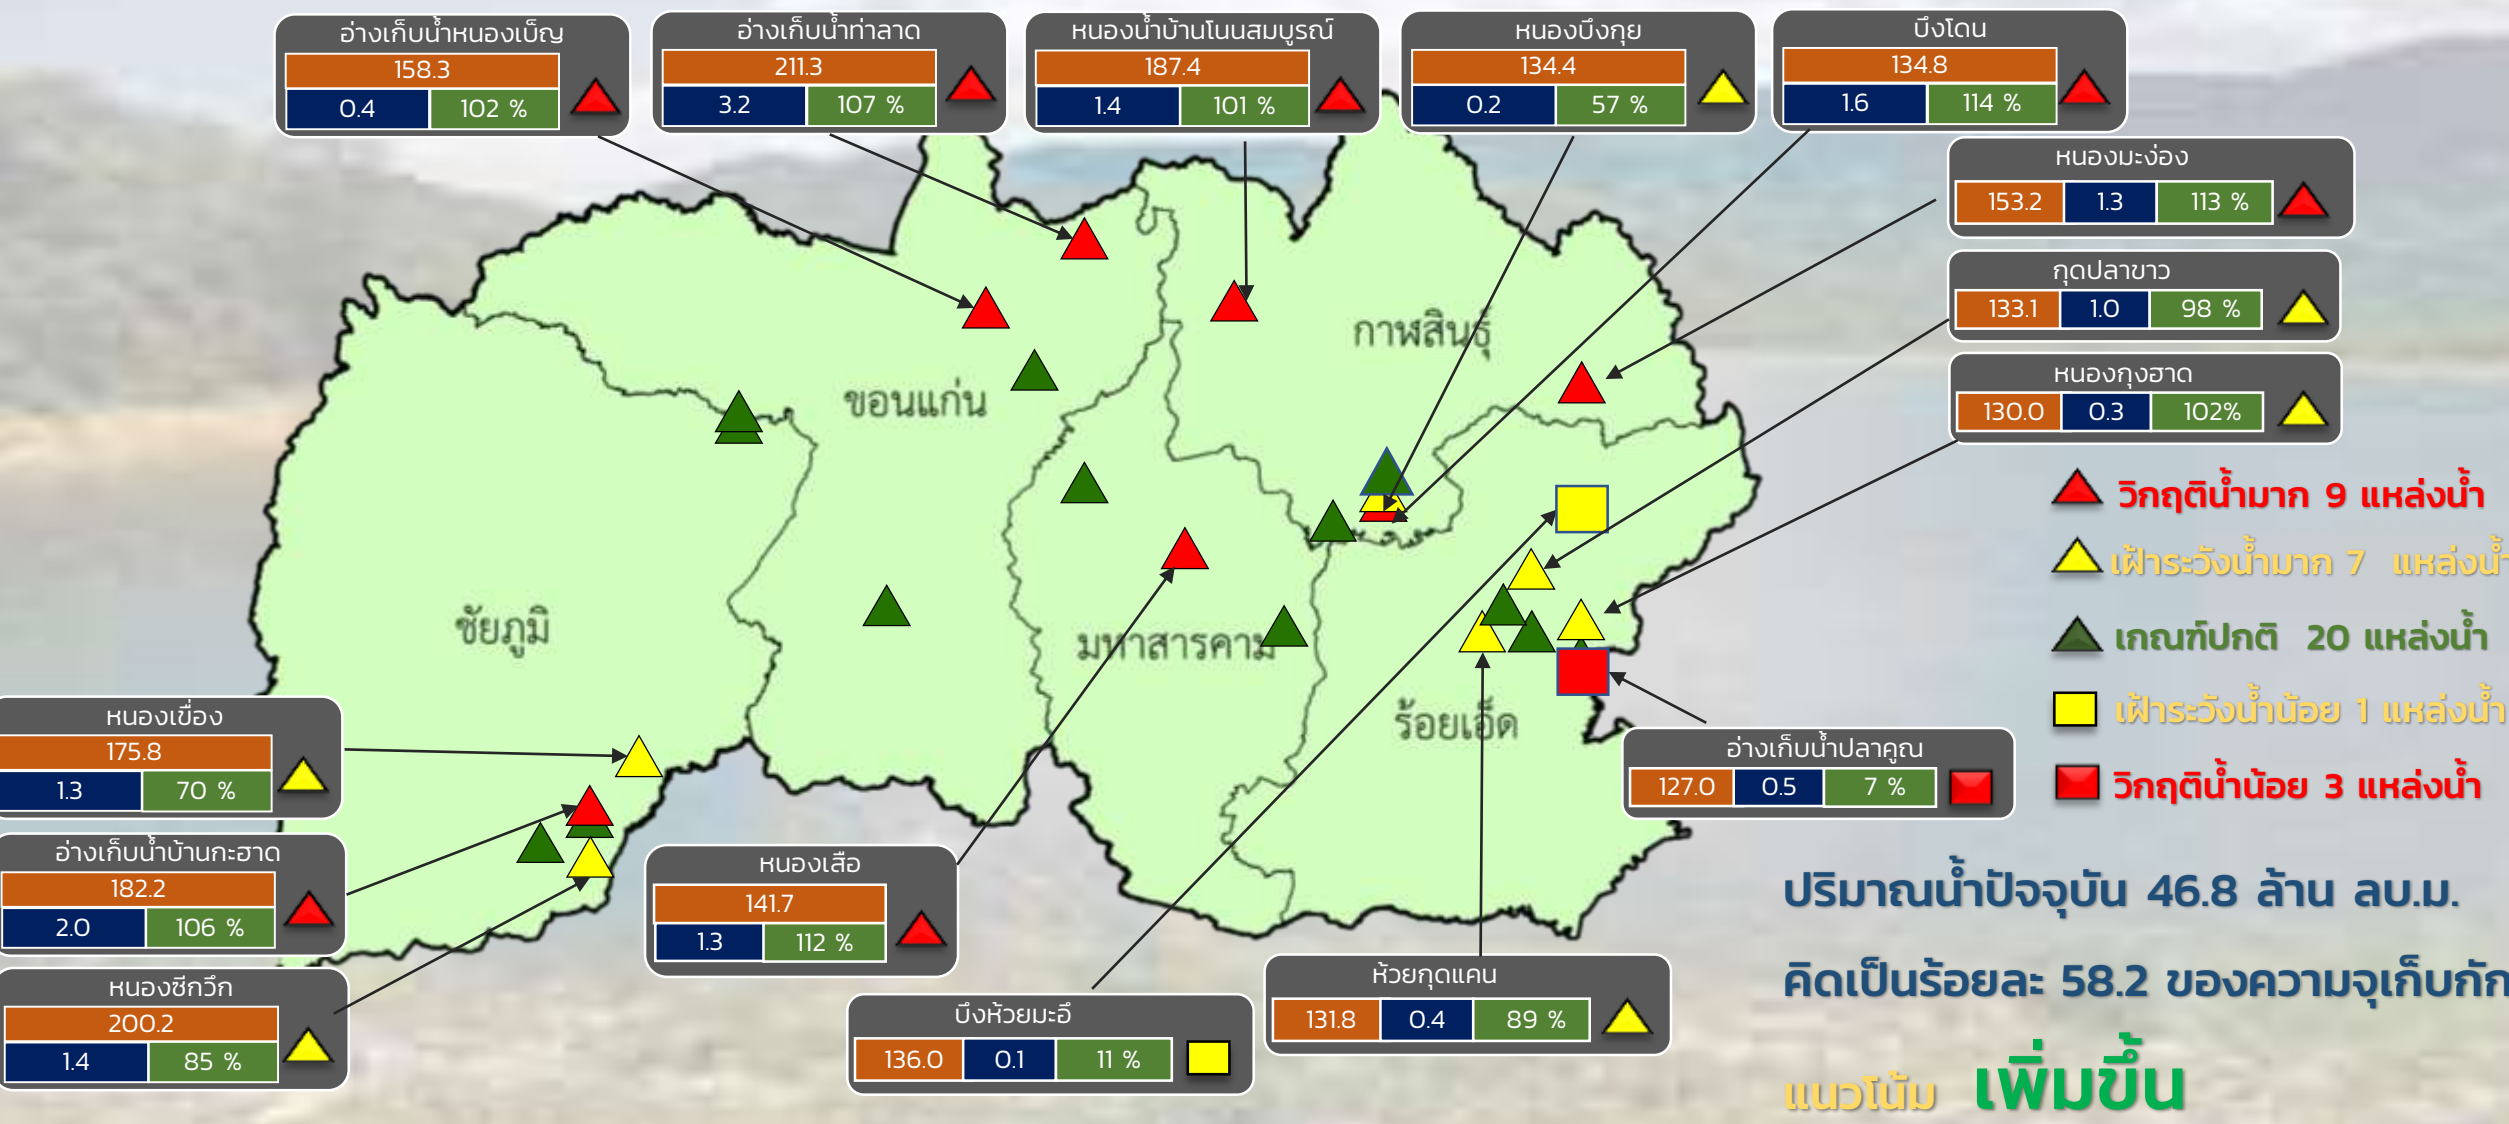 อ่างเก็บน้ำหนองเบ็ญ
158.3
0.4 102 %
อ่างเก็บน้ำท่าลาด
211.3
3.2 107 %
หนองน้ำบ้านโนนสมบูรณ์
187.4
1.4 101 %
หนองบึงกุย
134.4
0.2 57 %
บึงโดน
134.8
1.6 114 %
หนองมะง่อง
153.2 1.3 113 %
กุดปลาขาว
133.1 1.0 98 %
หนองกุงฮาด
130.0 0.3 102%
กาฬสินธุ์
ขอนแก่น
ชัยภูมิ
มหาสารคาม
ร้อยเอ็ด
วิกฤติน้ำมาก 9 แหล่งน้ำ
เฝ้าระวังน้ำมาก 7 แหล่งน้ำ
เกณฑ์ปกติ 20 แหล่งน้ำ
เฝ้าระวังน้ำน้อย 1 แหล่งน้ำ
วิกฤติน้ำน้อย 3 แหล่งน้ำ
หนองเขื่อง
175.8
1.3 70 %
อ่างเก็บน้ำบ้านกะฮาด
182.2
2.0 106 %
หนองซีกวึก
200.2
1.4 85 %
หนองเสือ
141.7
1.3 112 %
บึงห้วยมะอึ
136.0 0.1 11 %
ห้วยกุดแคน
131.8 0.4 89 %
อ่างเก็บน้ำปลาคูณ
127.0 0.5 7 %
ปริมาณน้ำปัจจุบัน 46.8 ล้าน ลบ.ม.
คิดเป็นร้อยละ 58.2 ของความจุเก็บกัก
แนวโน้ม เพิ่มขึ้น